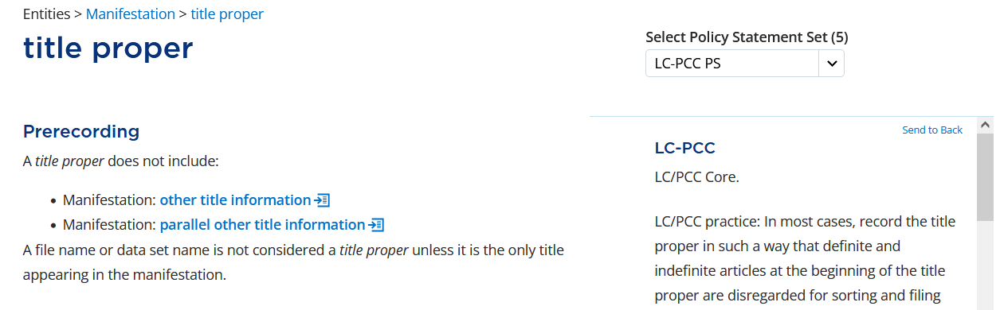 Entities > Manifestation > title proper
title proper
Select Policy Statement Set (5)
LC-PCC PS
Prerecording
A title proper does not include:
• Manifestation: other title information
• Manifestation: parallel other title information
A file name or data set name is not considered a title proper unless it is the only title
appearing in the manifestation.
Send to Back
LC-PCC
LC/PCC Core.
LC/PCC practice: In most cases, record the title
proper in such a way that definite and
indefinite articles at the beginning of the title
proper are disregarded for sorting and filing